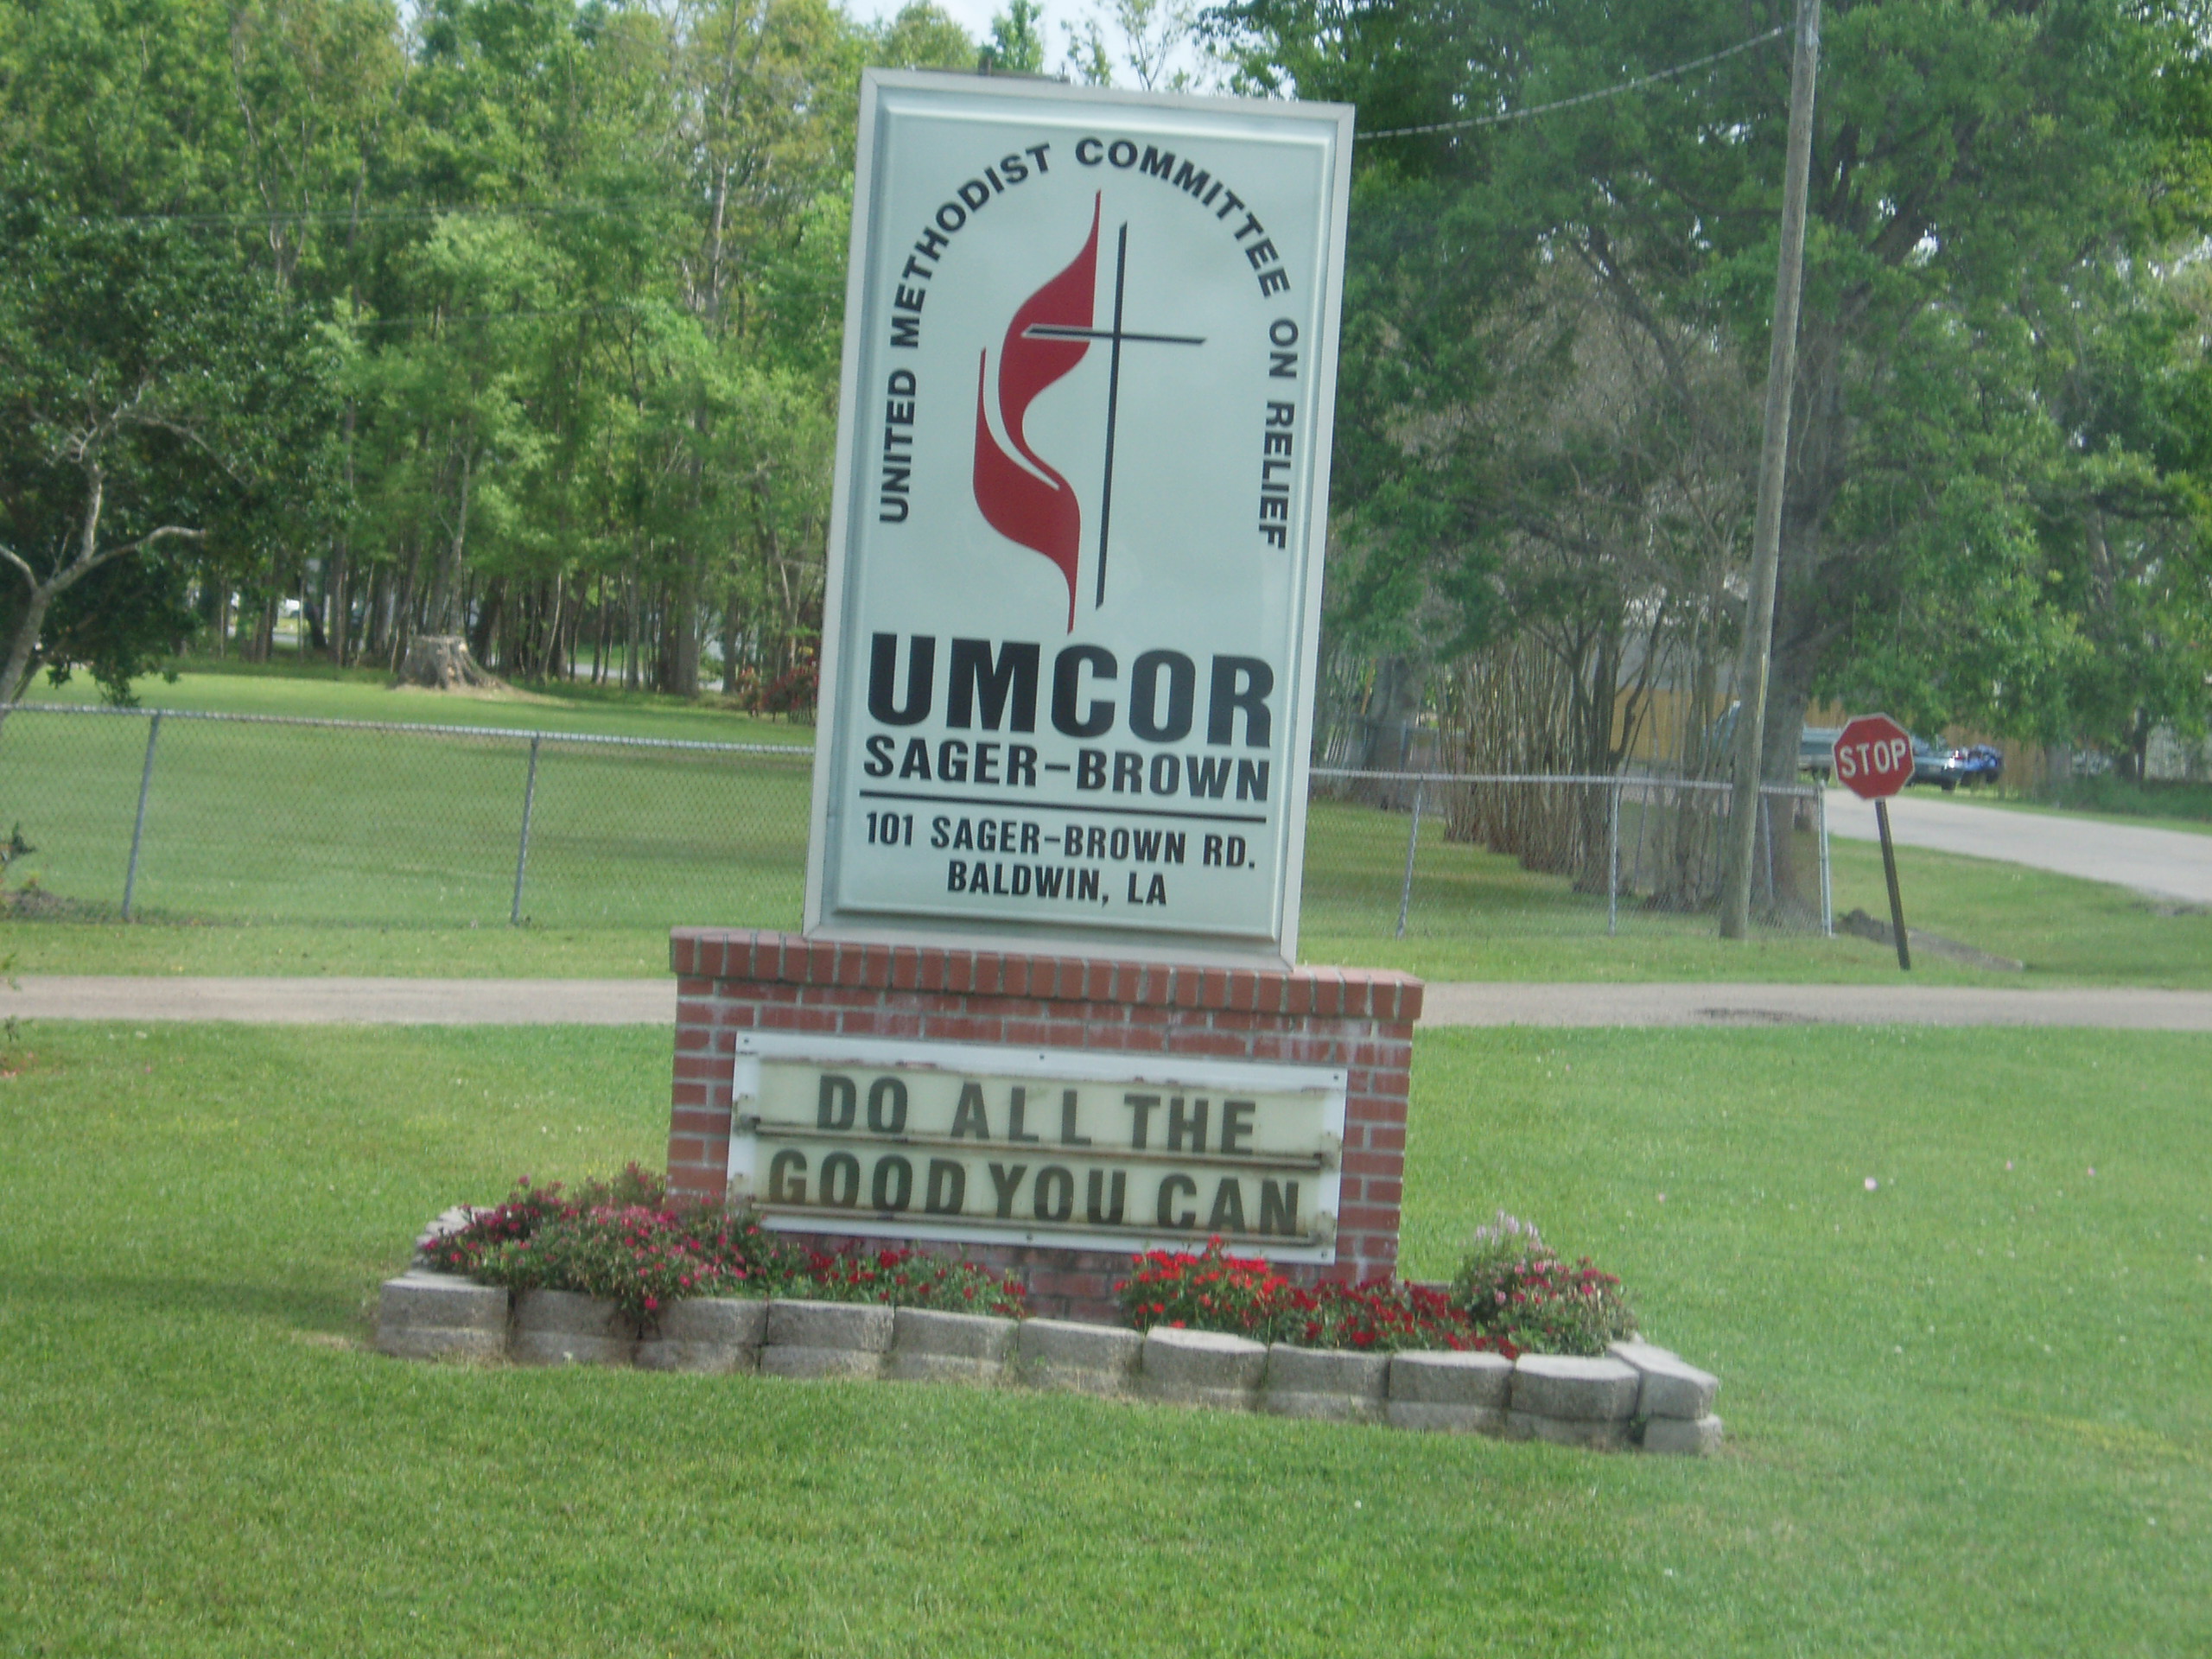 UNITED METHODIST COMMITTEE ON RELIEF
UMCOR
SAGER-BROWN
101 SAGER-BROWN RD.
BALDWIN, LA
STOP
DO ALL THE
GOOD YOU CAN